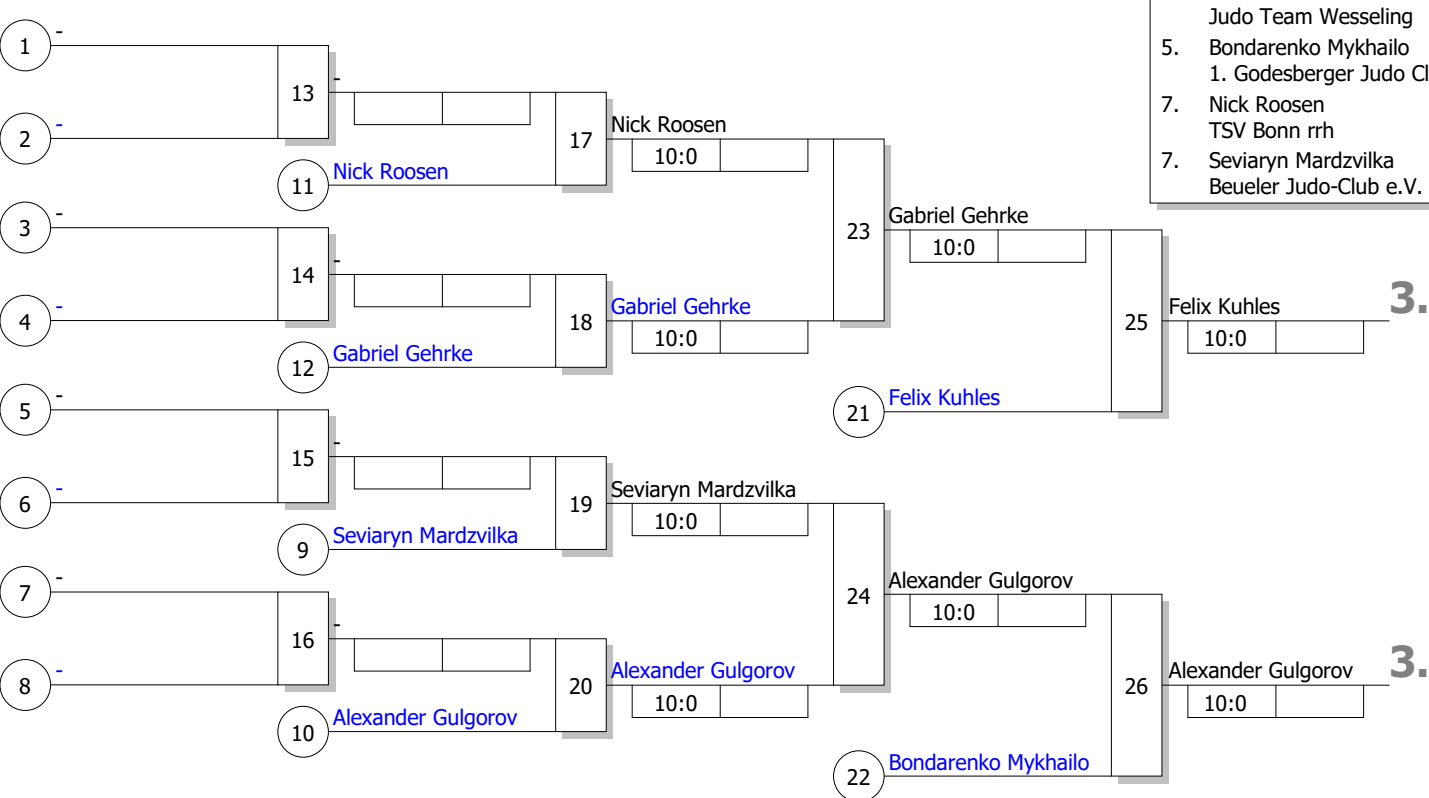 Judo Team Wesseling
5. Bondarenko Mykhailo
1. Godesberger Judo Cl
7. Nick Roosen
TSV Bonn rrh
7. Seviaryn Mardzvilka
Beueler Judo-Club e.V.
1 -
13
2 -
-
17
11 Nick Roosen
Nick Roosen
10:0
3 -
14
4 -
-
18
12 Gabriel Gehrke
Gabriel Gehrke
10:0
23
Gabriel Gehrke
10:0
25
21 Felix Kuhles
Felix Kuhles 3.
10:0
5 -
15
6 -
-
19
9 Seviaryn Mardzvilka
Seviaryn Mardzvilka
10:0
7 -
16
8 -
-
20
10 Alexander Gulgorov
Alexander Gulgorov
10:0
24
Alexander Gulgorov
10:0
26
22 Bondarenko Mykhailo
Alexander Gulgorov 3.
10:0